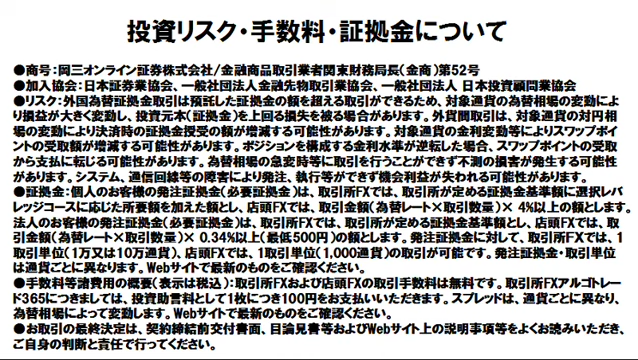 投資リスク・手数料・証拠金について
●商号：岡三オンライン証券株式会社/金融商品取引業者関東財務局長(金商)第52号
●加入協会：日本証券業協会、一般社団法人金融先物取引業協会、一般社団法人 日本投資顧問業協会
●リスク：外国為替証拠金取引は預託した証拠金の額を超える取引ができるため、対象通貨の為替相場の変動によ
り損益が大きく変動し、投資元本(証拠金)を上回る損失を被る場合があります。外貨間取引は、対象通貨の対円相
場の変動により決済時の証拠金授受の額が増減する可能性があります。対象通貨の金利変動等によりスワップポイ
ントの受取額が増減する可能性があります。ポジションを構成する金利水準が逆転した場合、スワップポイントの受取
から支払に転じる可能性があります。為替相場の急変時等に取引を行うことができず不測の損害が発生する可能性
があります。システム、通信回線等の障害により発注、執行等ができず機会利益が失われる可能性があります。
●証拠金：個人のお客様の発注証拠金(必要証拠金)は、取引所FXでは、取引所が定める証拠金基準額に選択レバ
レッジコースに応じた所要額を加えた額とし、店頭FXでは、取引金額(為替レート×取引数量)× 4%以上の額とします。
法人のお客様の発注証拠金(必要証拠金)は、取引所FXでは、取引所が定める証拠金基準額とし、店頭FXでは、取
引金額(為替レート×取引数量)× 0.34%以上(最低500円)の額とします。発注証拠金に対して、取引所FXでは、1
取引単位(1万又は10万通貨)、店頭FXでは、1取引単位(1,000通貨)の取引が可能です。発注証拠金・取引単位
は通貨ごとに異なります。Webサイトで最新のものをご確認ください。
●手数料等諸費用の概要(表示は税込)：取引所FXおよび店頭FXの取引手数料は無料です。取引所FXアルゴトレー
ド365につきましては、投資助言料として1枚につき100円をお支払いいただきます。スプレッドは、通貨ごとに異なり、
為替相場によって変動します。Webサイトで最新のものをご確認ください。
●お取引の最終決定は、契約締結前交付書面、目論見書等およびWebサイト上の説明事項等をよくお読みいただき、
ご自身の判断と責任で行ってください。